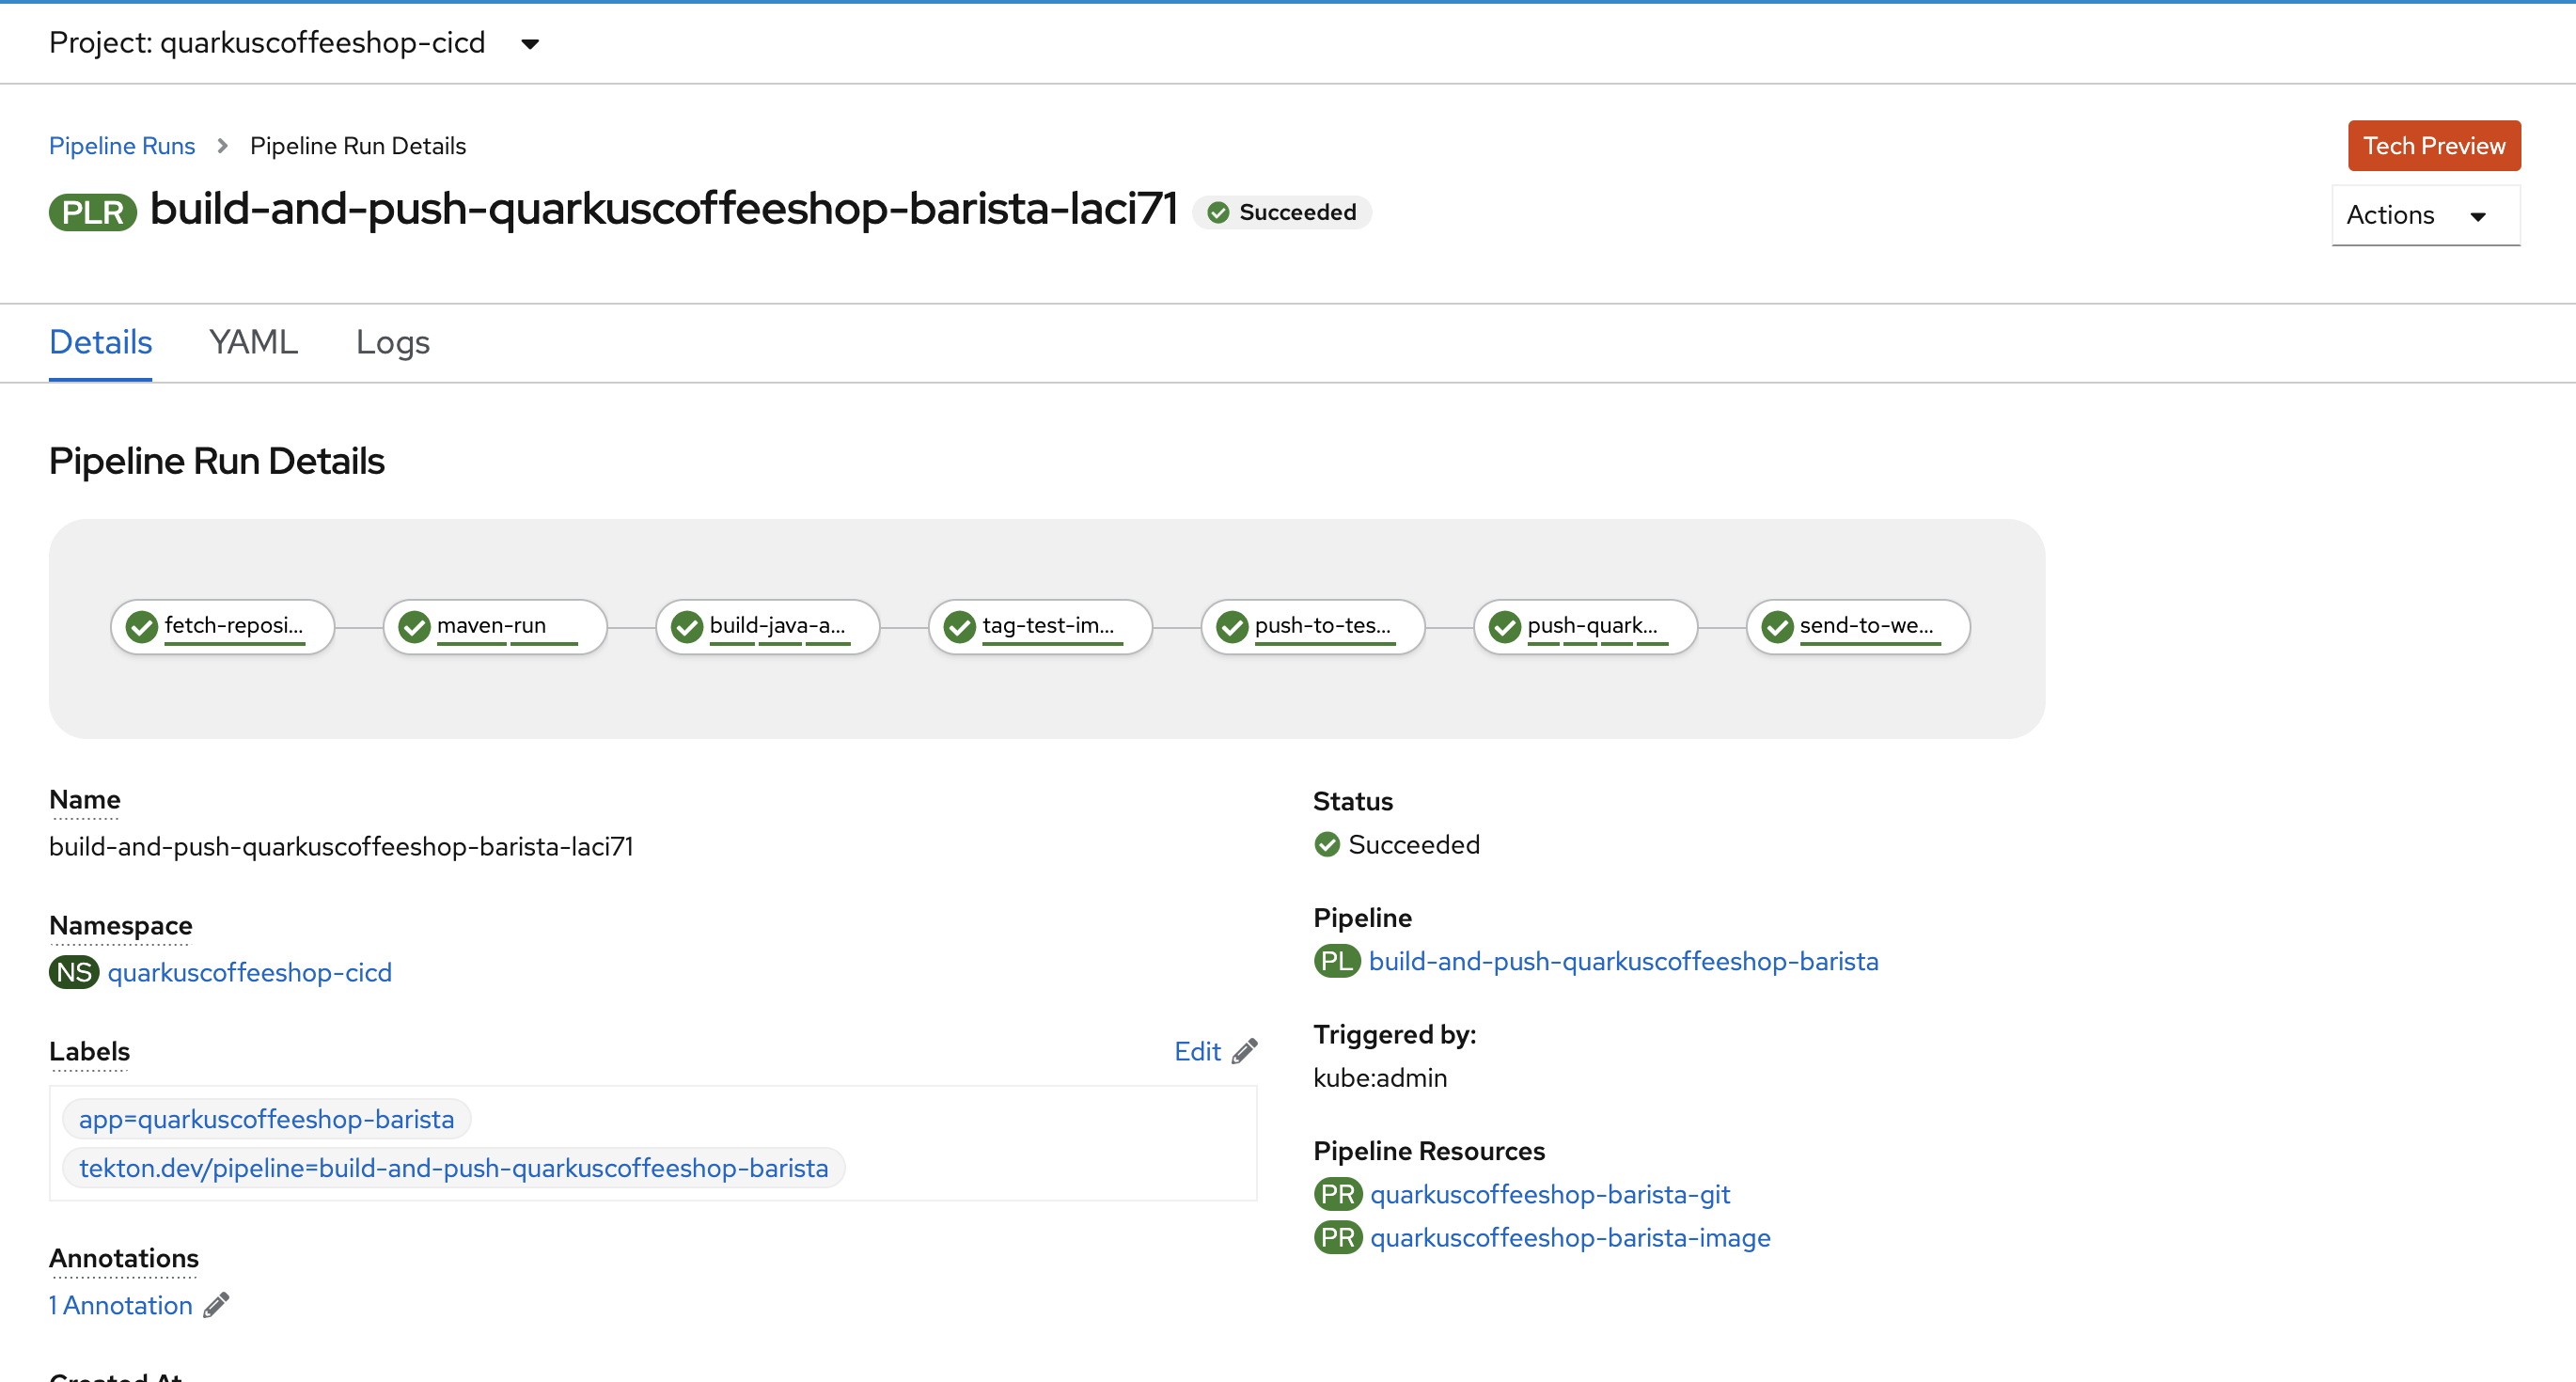 Project: quarkuscoffeeshop-cicd
Pipeline Runs > Pipeline Run Details
Tech Preview
PLR build-and-push-quarkuscoffeeshop-barista-laci71 Succeeded
Actions
Details YAML Logs
Pipeline Run Details
fetch-reposi... maven-run build-java-a... tag-test-im... push-to-tes... push-quark... send-to-we...
Name
build-and-push-quarkuscoffeeshop-barista-laci71
Namespace
NS quarkuscoffeeshop-cicd
Labels
Edit
app=quarkuscoffeeshop-barista
tekton.dev/pipeline=build-and-push-quarkuscoffeeshop-barista
Annotations
1 Annotation
Created At
Status
Succeeded
Pipeline
PL build-and-push-quarkuscoffeeshop-barista
Triggered by:
kube:admin
Pipeline Resources
PR quarkuscoffeeshop-barista-git
PR quarkuscoffeeshop-barista-image